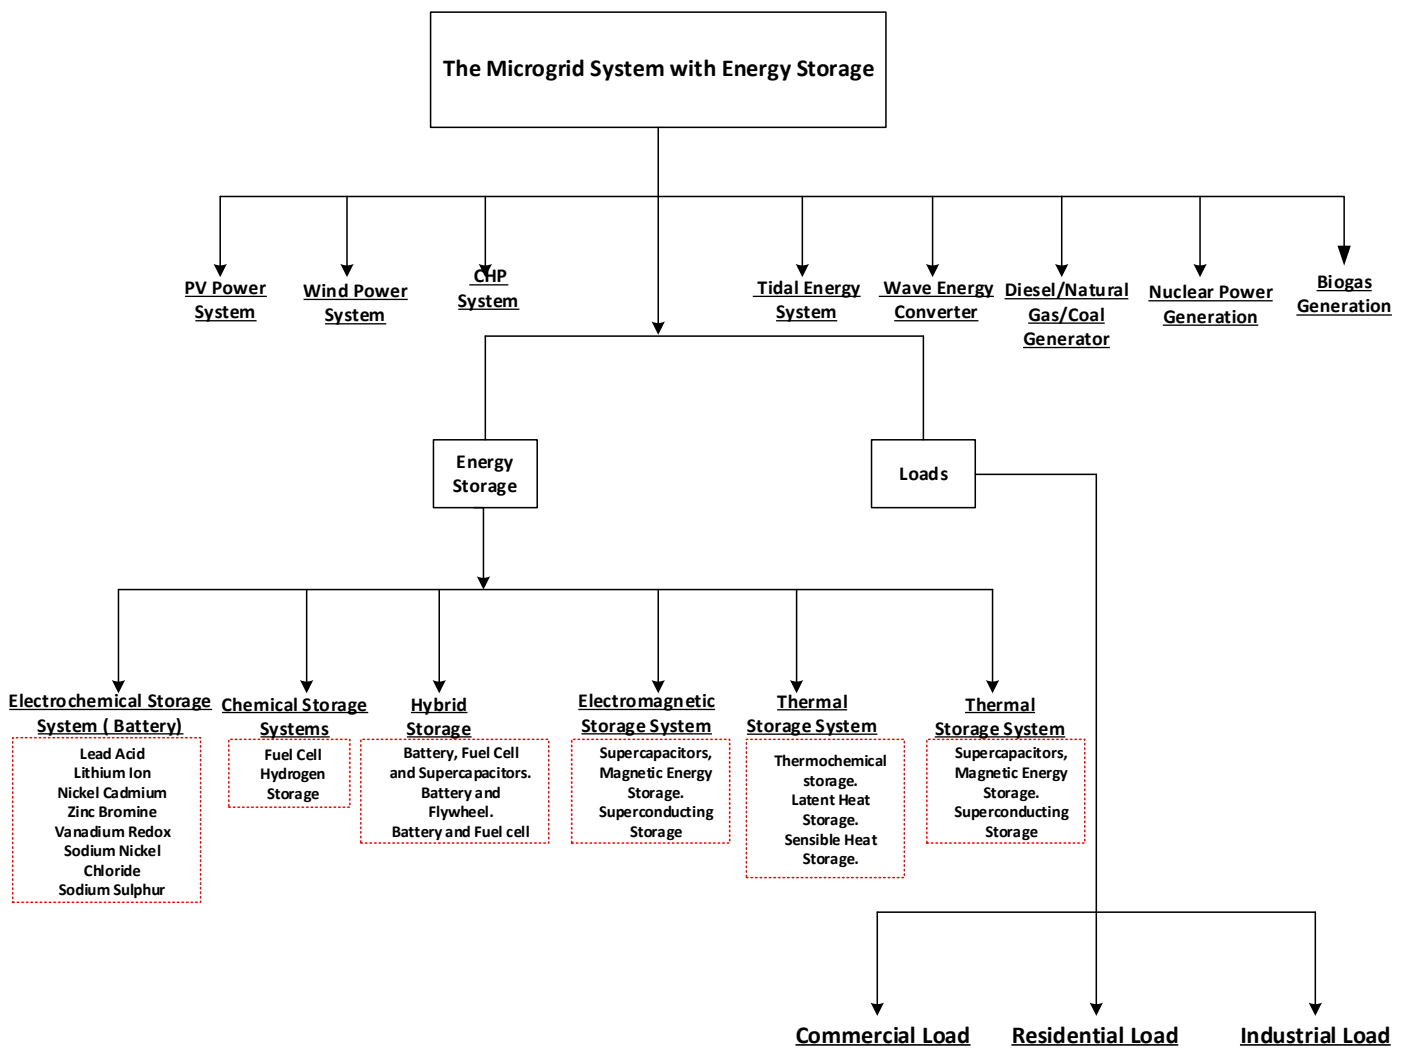 The Microgrid System with Energy Storage
PV Power
System
Wind Power
System
CHP
System
Tidal Energy
System
Wave Energy
Converter
Diesel/Natural
Gas/Coal
Generator
Nuclear Power
Generation
Biogas
Generation
Energy
Storage
Loads
Electrochemical Storage
System ( Battery)
Lead Acid
Lithium Ion
Nickel Cadmium
Zinc Bromine
Vanadium Redox
Sodium Nickel
Chloride
Sodium Sulphur
Chemical Storage
Systems
Fuel Cell
Hydrogen
Storage
Hybrid
Storage
Battery, Fuel Cell
and Supercapacitors.
Battery and
Flywheel.
Battery and Fuel cell
Electromagnetic
Storage System
Supercapacitors,
Magnetic Energy
Storage.
Superconducting
Storage
Thermal
Storage System
Thermochemical
storage.
Latent Heat
Storage.
Sensible Heat
Storage.
Thermal
Storage System
Supercapacitors,
Magnetic Energy
Storage.
Superconducting
Storage
Commercial Load
Residential Load
Industrial Load